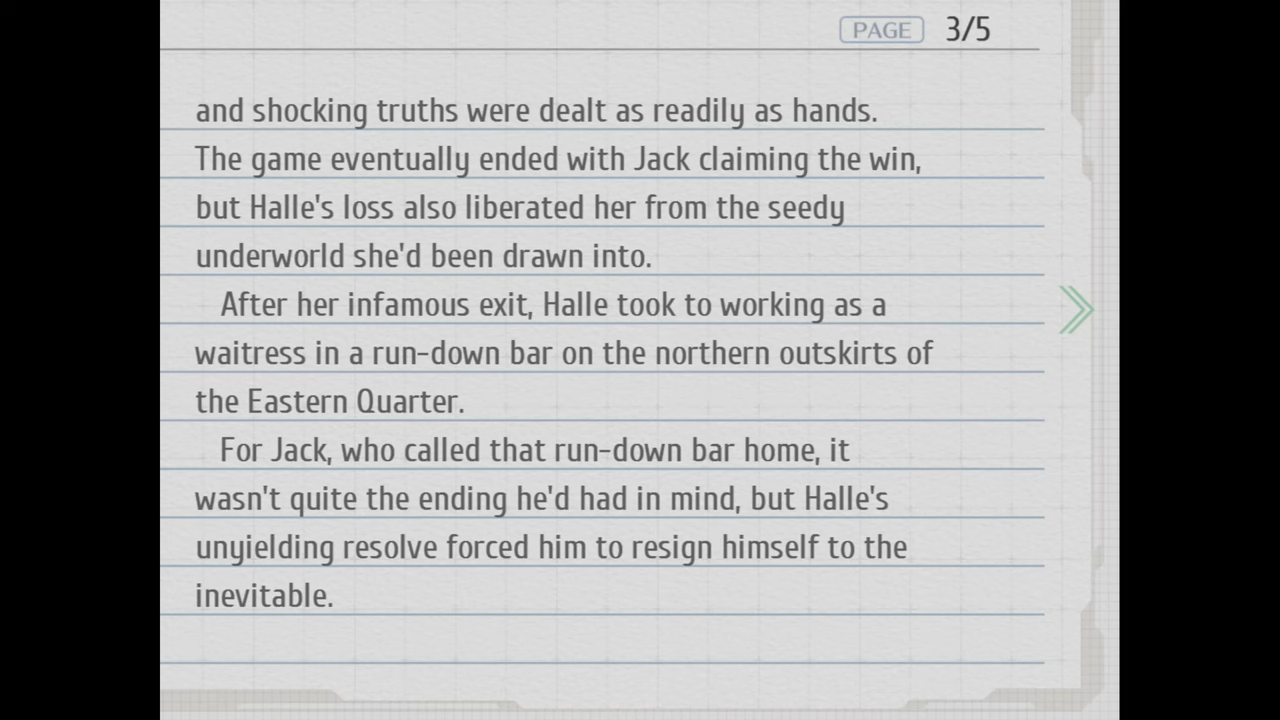 PAGE 3/5
and shocking truths were dealt as readily as hands.
The game eventually ended with Jack claiming the win,
but Halle's loss also liberated her from the seedy
underworld she'd been drawn into.
After her infamous exit, Halle took to working as a
waitress in a run-down bar on the northern outskirts of
the Eastern Quarter.
For Jack, who called that run-down bar home, it
wasn't quite the ending he'd had in mind, but Halle's
unyielding resolve forced him to resign himself to the
inevitable.